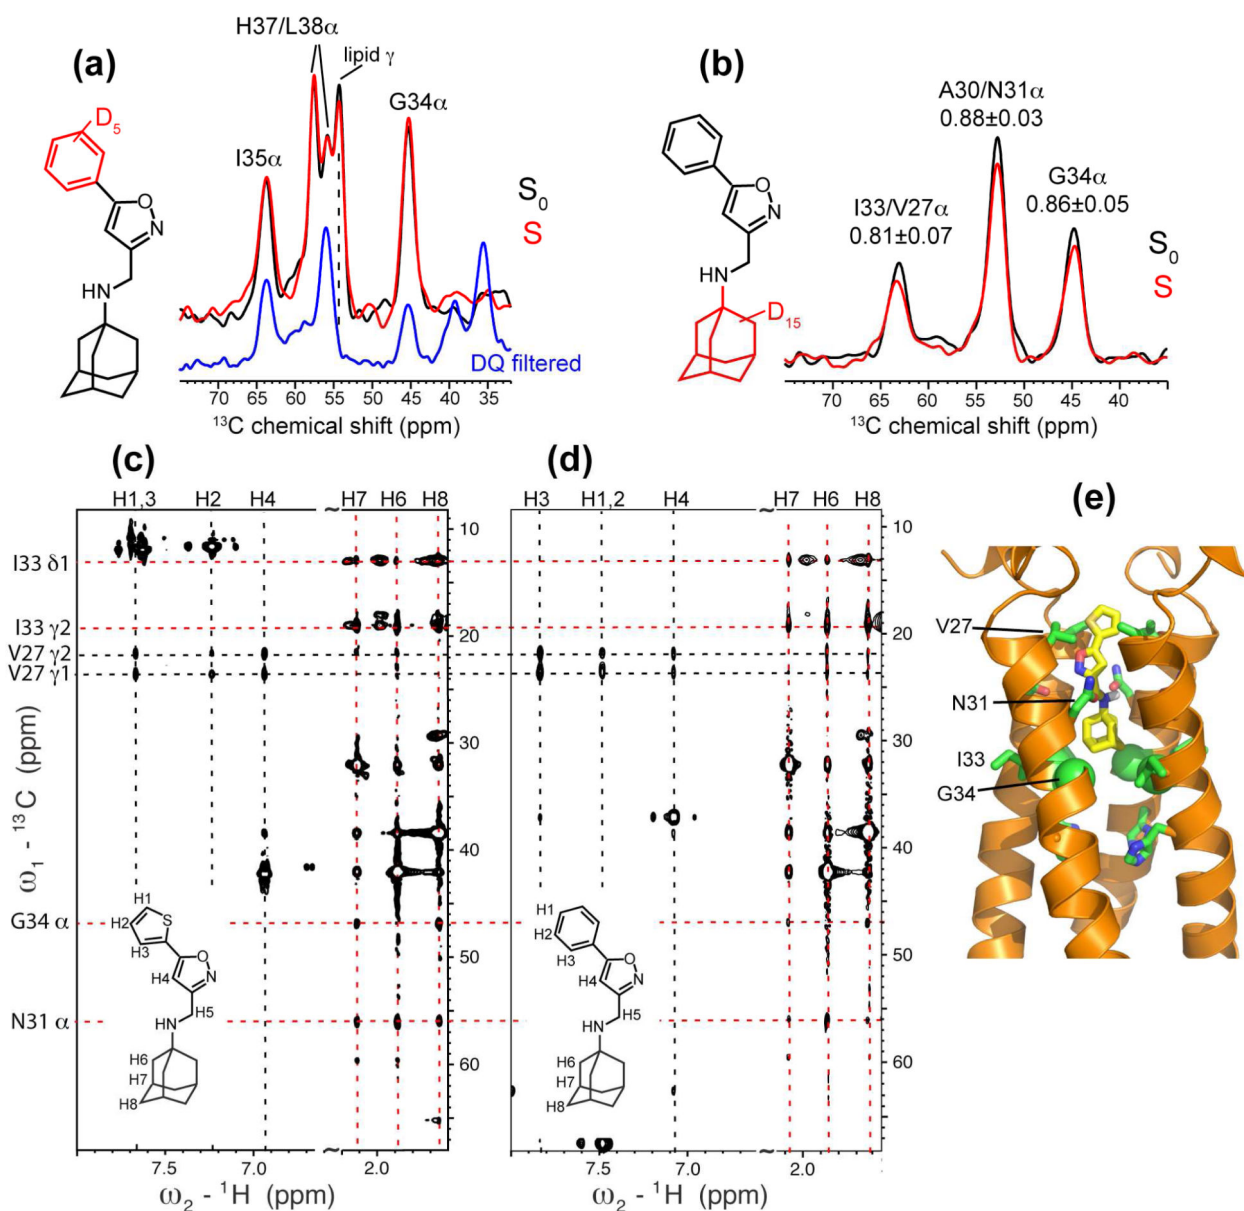 (a)
D5
HN
O
N
H37/L38α
lipid γ
G34α
I35α
S0
S
DQ filtered
70 65 60 55 50 45 40 35
13C chemical shift (ppm)
(b)
O
N
HN
D15
A30/N31α
0.88±0.03
G34α
0.86±0.05
I33/V27α
0.81±0.07
S0
S
70 65 60 55 50 45 40 35
13C chemical shift (ppm)
(c)
H1,3 H2 H4 ~ H7 H6 H8
I33 δ1
I33 γ2
V27 γ2
V27 γ1
G34 α
N31 α
10
20
30
40
50
60
ω1 - 13C (ppm)
H1
S
H2
H3
O
N
H4
H5
HN
H6
H7
H8
~
7.5 7.0 2.0
ω2 - 1H (ppm)
(d)
H3 H1,2 H4 ~ H7 H6 H8
10
20
30
40
50
60
H1
H2
H3
O
N
H4
H5
HN
H6
H7
H8
~
7.5 7.0 2.0
ω2 - 1H (ppm)
(e)
V27
N31
I33
G34